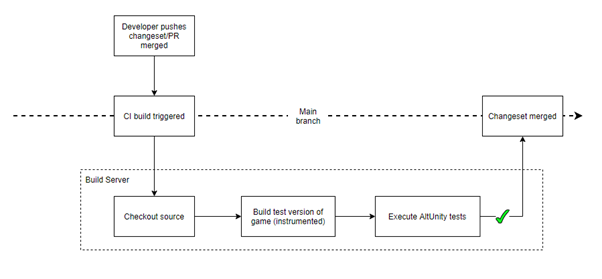 Developer pushes
changeset/PR
merged
CI build triggered
Main
branch
Changeset merged
Build Server
Checkout source
Build test version of
game (instrumented)
Execute AltUnity tests